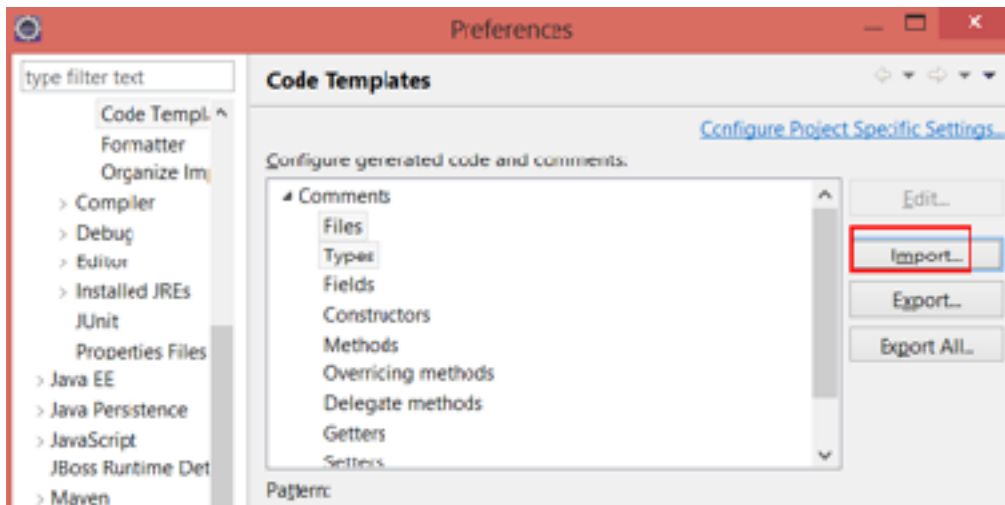 Preferences
type filter text
Code Templ
Formatter
Organize Im
Compiler
Debug
Editor
Installed JREs
JUnit
Properties Files
Java EE
Java Persistence
JavaScript
JBoss Runtime Det
Maven
Code Templates
Configure Project Specific Settings...
Configure generated code and comments:
Comments
Files
Types
Fields
Constructors
Methods
Overriding methods
Delegate methods
Getters
Setters
Pattern:
Edit...
Import...
Export...
Export All...